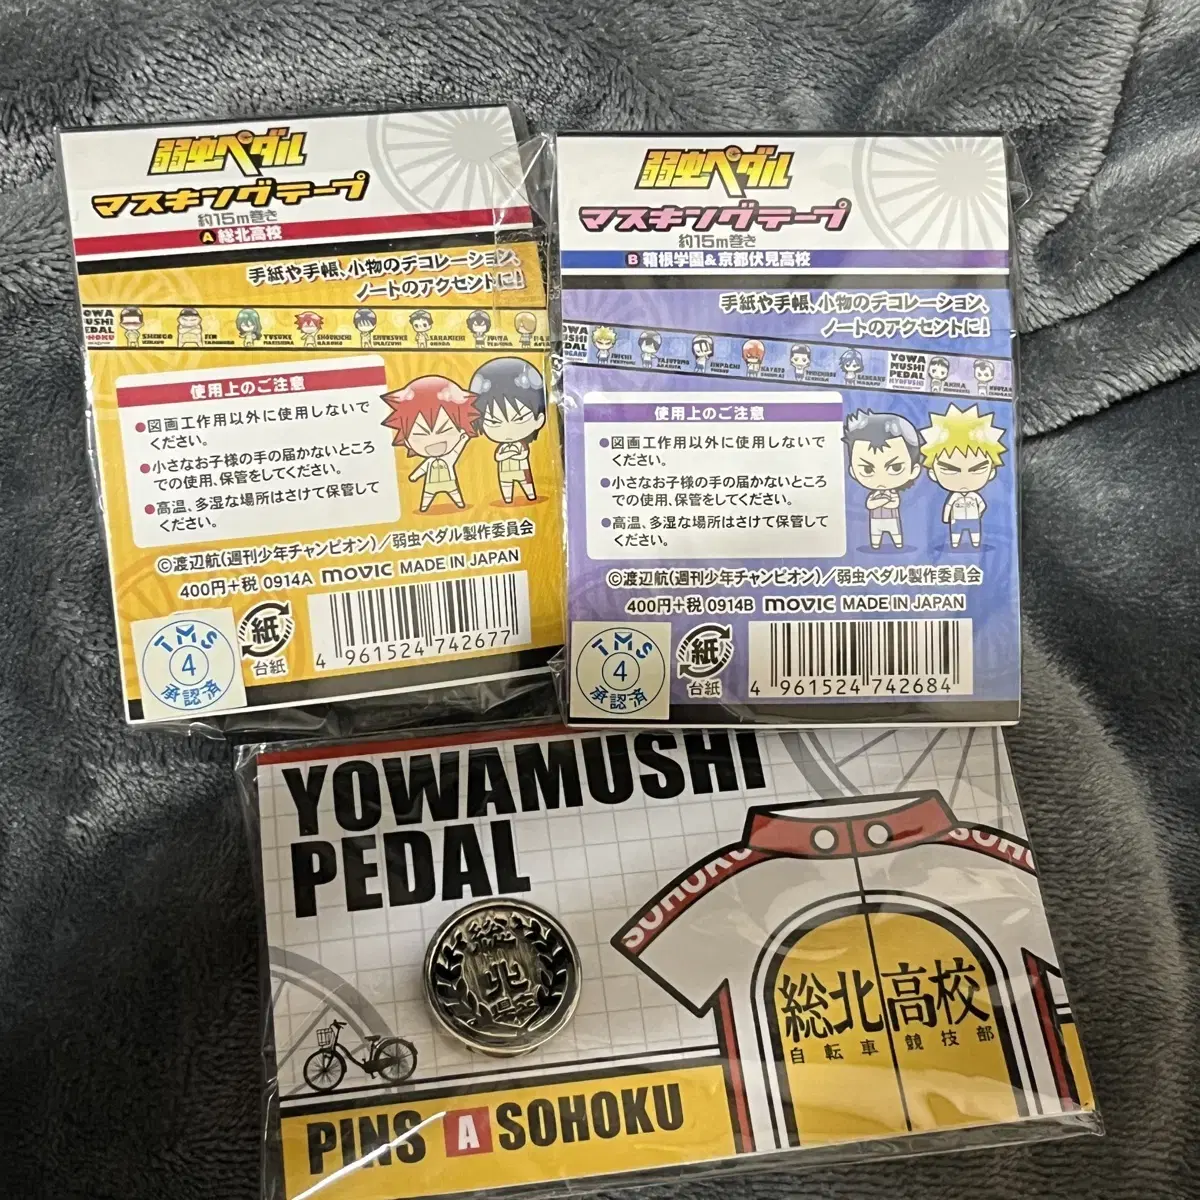 弱虫ペダル
マスキングテープ
約15m巻き
A 総北高校
手紙や手帳、小物のデコレーション、
ノートのアクセントに!
使用上のご注意
●図画工作用以外に使用しないで
ください。
●小さなお子様の手の届かないところ
での使用、保管をしてください。
●高温、多湿な場所はさけて保管して
ください。
©渡辺航(週刊少年チャンピオン)/弱虫ペダル製作委員会
400円+税 0914A movic MADE IN JAPAN
TMS
4
承認済
紙
台紙
4 961524 742677
弱虫ペダル
マスキングテープ
約15m巻き
B 箱根学園&京都伏見高校
手紙や手帳、小物のデコレーション、
ノートのアクセントに!
YOWA
MUSHI
PEDAL
使用上のご注意
●図画工作用以外に使用しないで
ください。
●小さなお子様の手の届かないところ
での使用、保管をしてください。
●高温、多湿な場所はさけて保管して
ください。
©渡辺航(週刊少年チャンピオン)/弱虫ペダル製作委員会
400円+税 0914B movic MADE IN JAPAN
TMS
4
承認済
紙
台紙
4 961524 742684
YOWAMUSHI
PEDAL
総北
SOHOKU
SOHO
総北高校
自転車競技部
PINS A SOHOKU